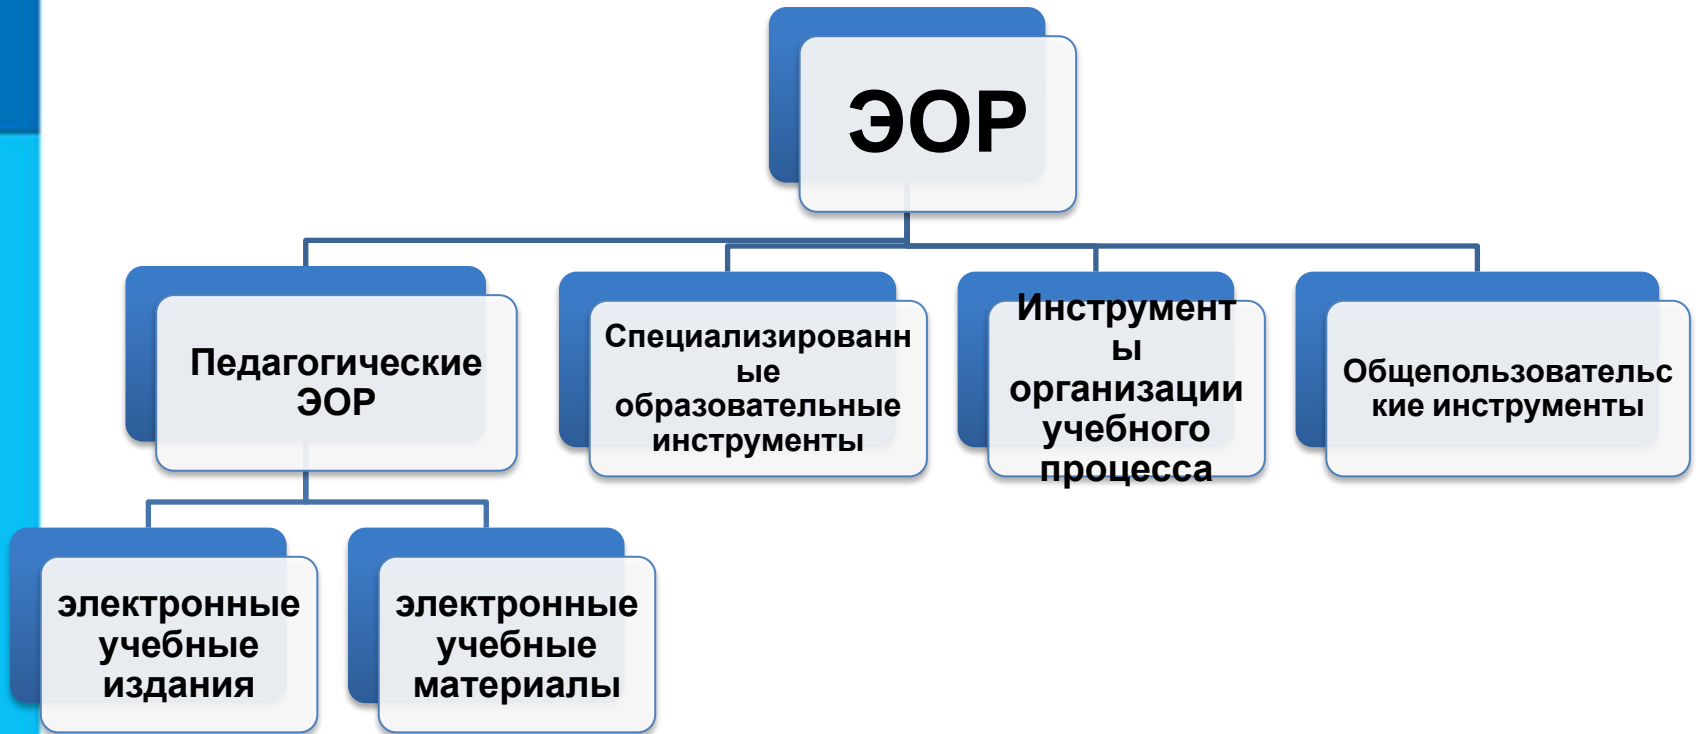 ЭОР
Педагогические
ЭОР
Специализированн
ые
образовательные
инструменты
Инструмент
ы
организации
учебного
процесса
Общепользовательс
кие инструменты
электронные
учебные
издания
электронные
учебные
материалы